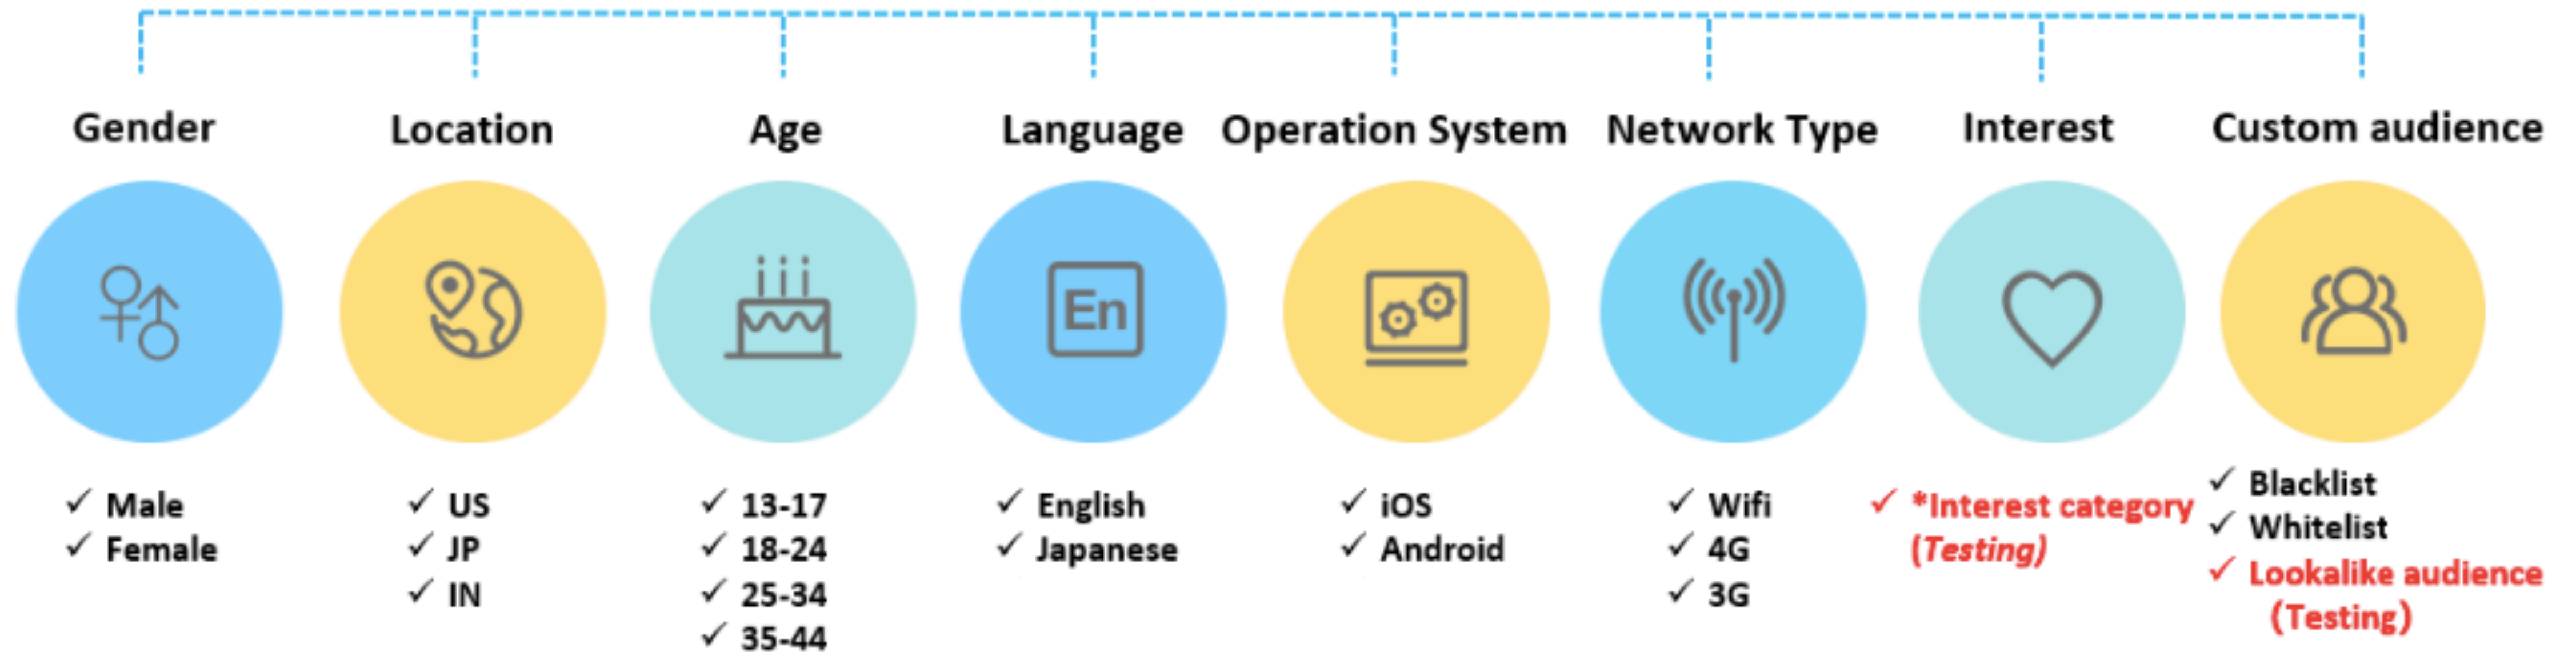 Gender
Location
Age
Language
Operation System
Network Type
Interest
Custom audience
En
Male
Female
US
JP
IN
13-17
18-24
25-34
35-44
English
Japanese
iOS
Android
Wifi
4G
3G
*Interest category
(Testing)
Blacklist
Whitelist
Lookalike audience
(Testing)